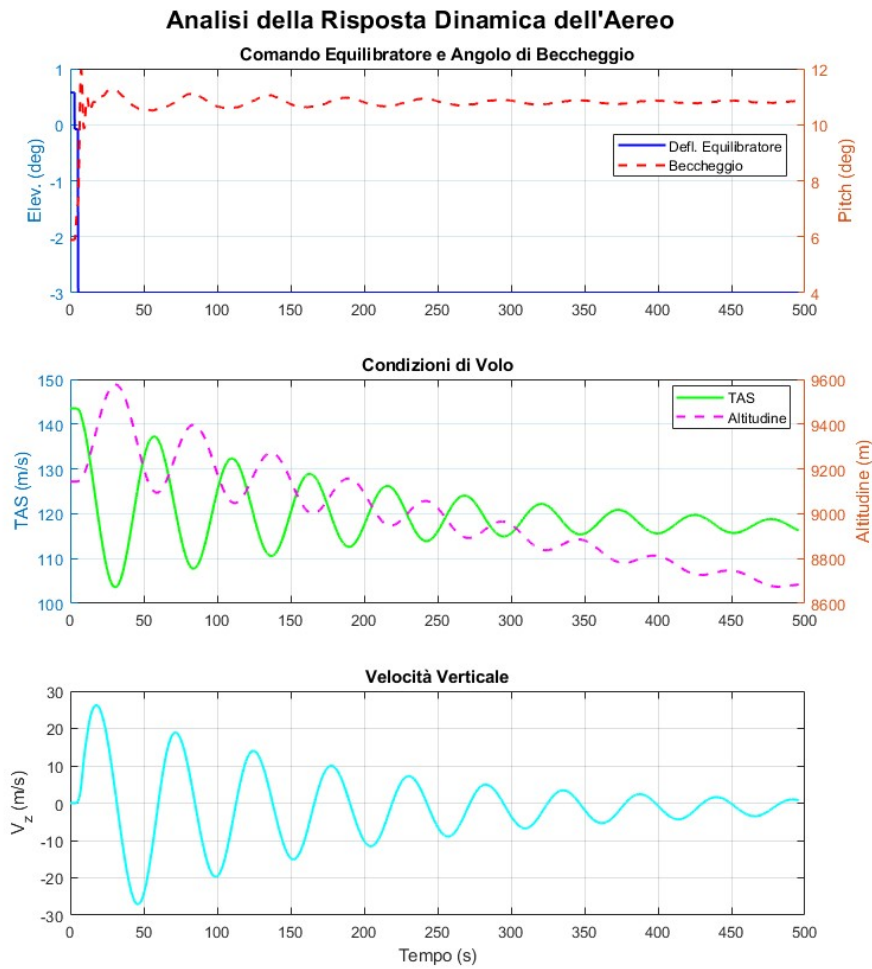 Analisi della Risposta Dinamica dell'Aereo
Comando Equilibratore e Angolo di Beccheggio
Elev. (deg)
1
0
-1
-2
-3
Defl. Equilibratore
Beccheggio
12
10
8
6
4
Pitch (deg)
0 50 100 150 200 250 300 350 400 450 500
Condizioni di Volo
TAS (m/s)
150
140
130
120
110
100
TAS
Altitudine
9600
9400
9200
9000
8800
8600
Altitudine (m)
0 50 100 150 200 250 300 350 400 450 500
Velocità Verticale
Vz (m/s)
30
20
10
0
-10
-20
-30
0 50 100 150 200 250 300 350 400 450 500
Tempo (s)